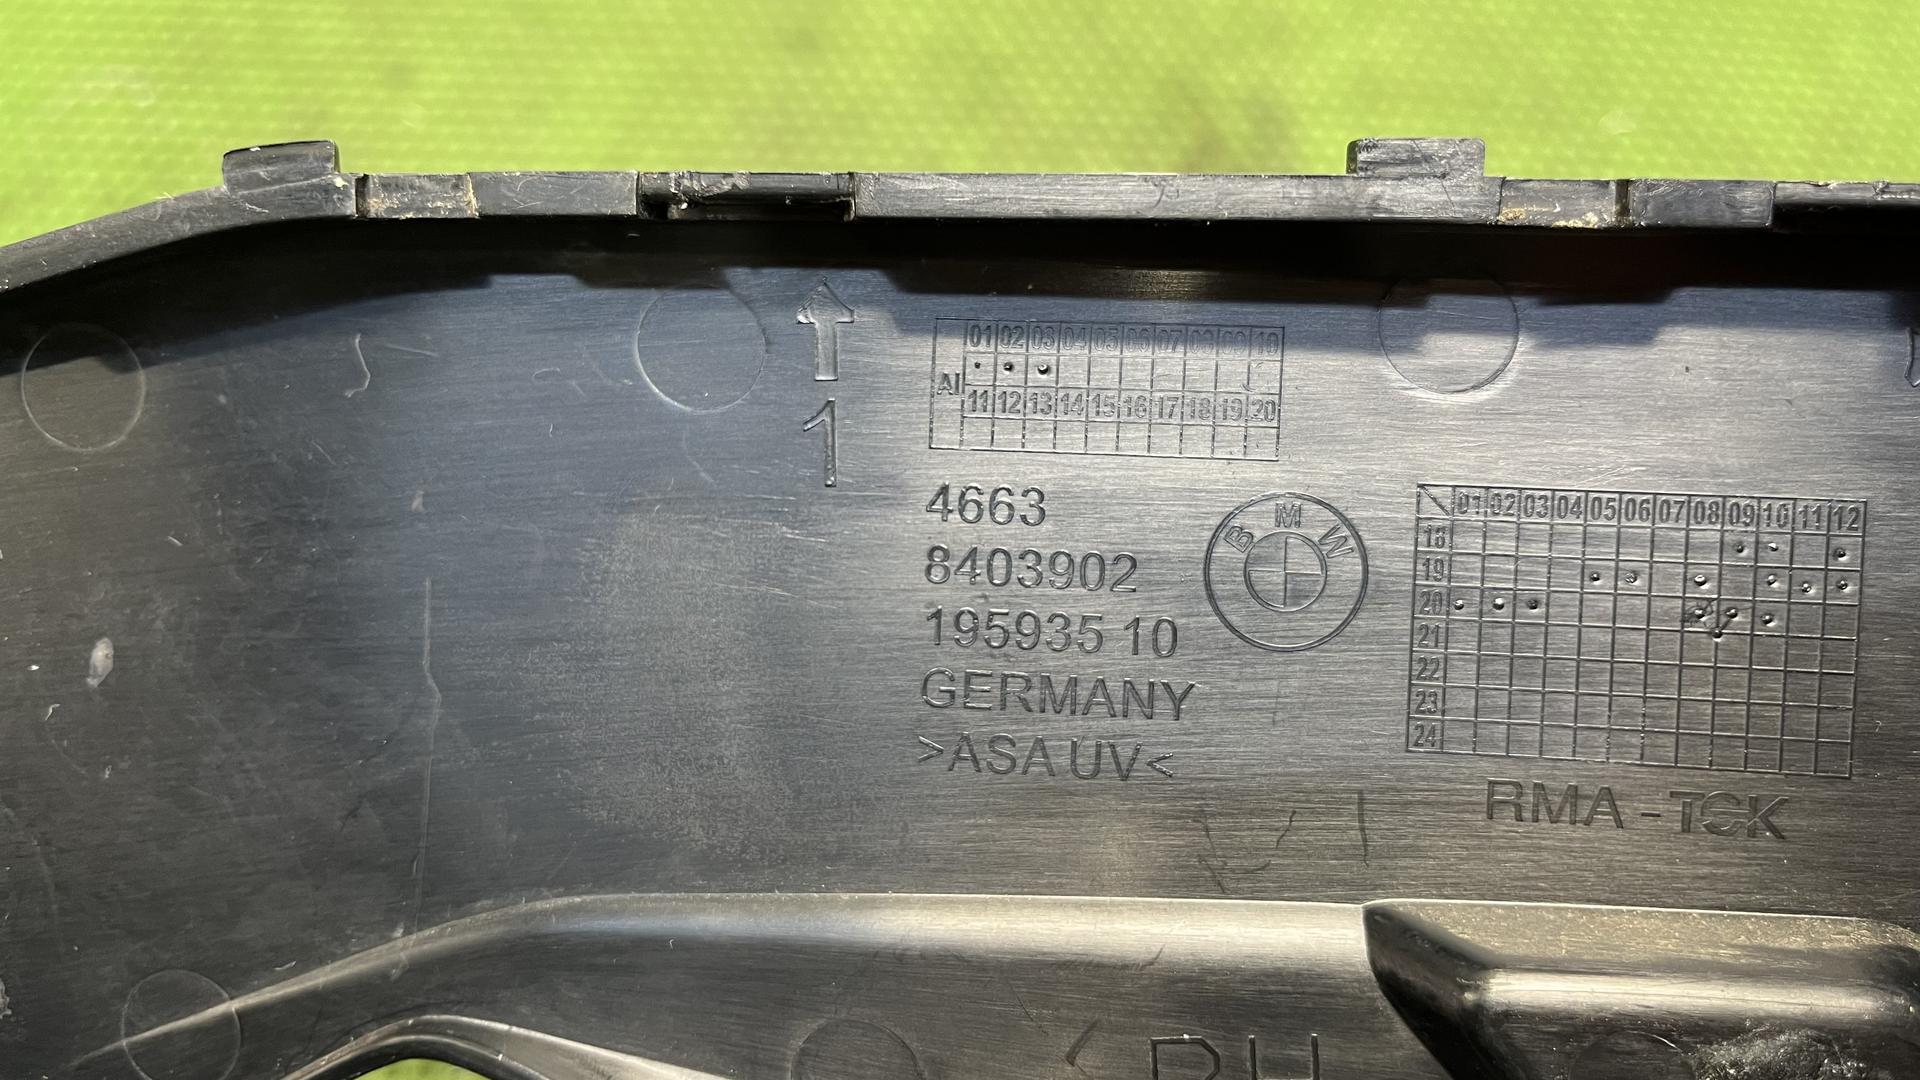 01 02 03 04 05 06 07 08 09 10
AI
11 12 13 14 15 16 17 18 19 20
1
4663
8403902
195935 10
GERMANY
>ASA UV<
BMW
01 02 03 04 05 06 07 08 09 10 11 12
18
19
20
21
22
23
24
RMA-TCK